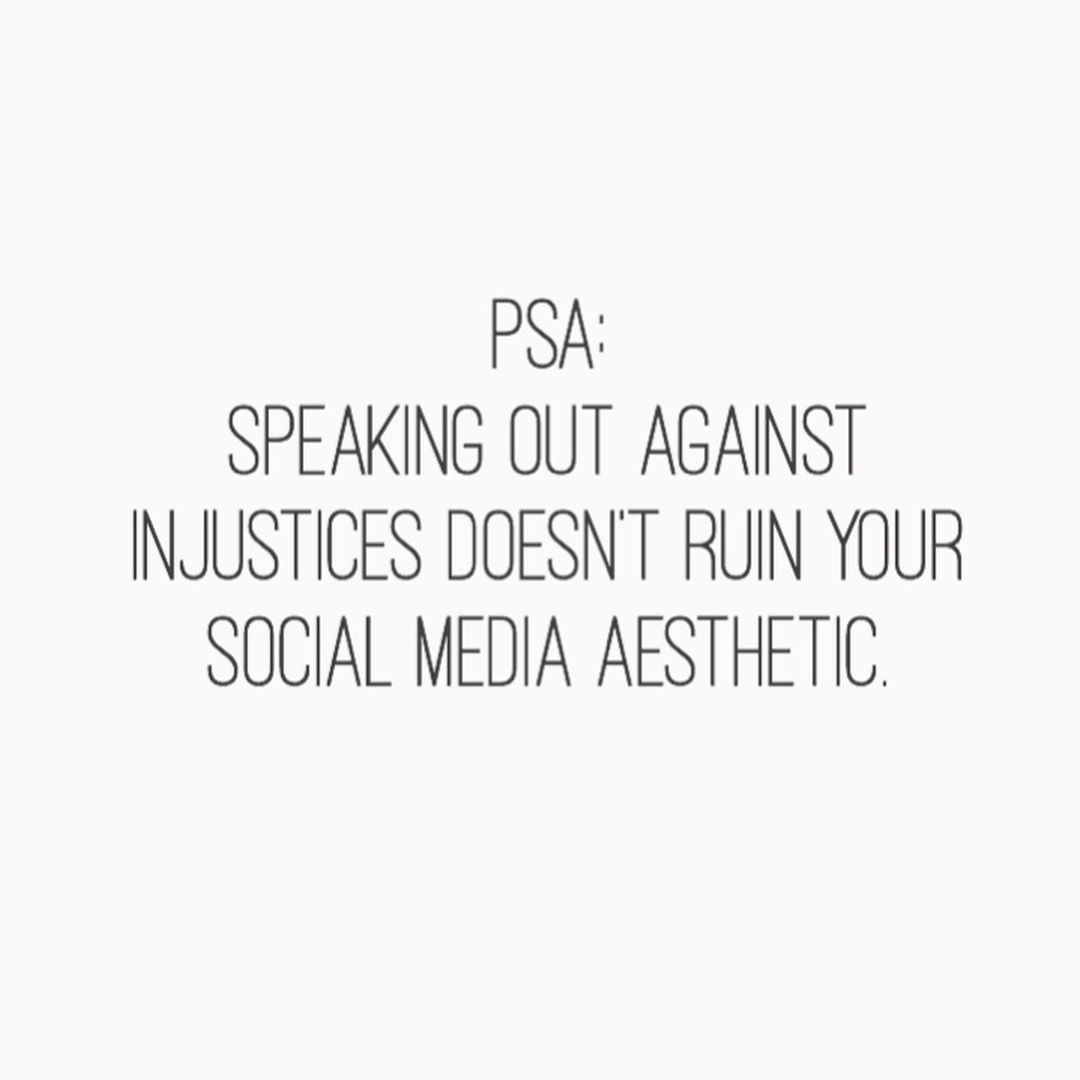 PSA:
SPEAKING OUT AGAINST
INJUSTICES DOESN'T RUIN YOUR
SOCIAL MEDIA AESTHETIC.